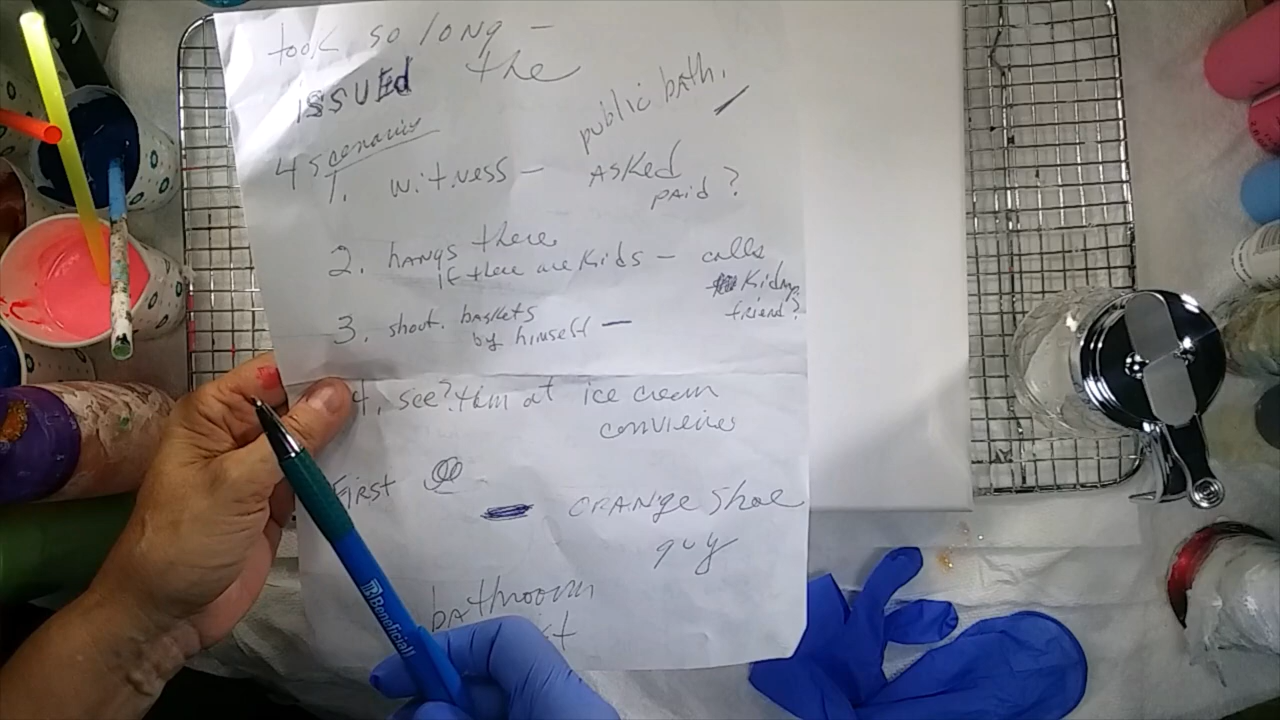 took so long -
the
ISSUEd
public bath.
4 scenarios
1. witness - ASKED
paid?
2. hangs there
if there are Kids - calls
Kid
friend?
3. shoot baskets
by himself -
4. see? at ice cream
First
ORANGE Shoe
guy
bathroom
Beneficial